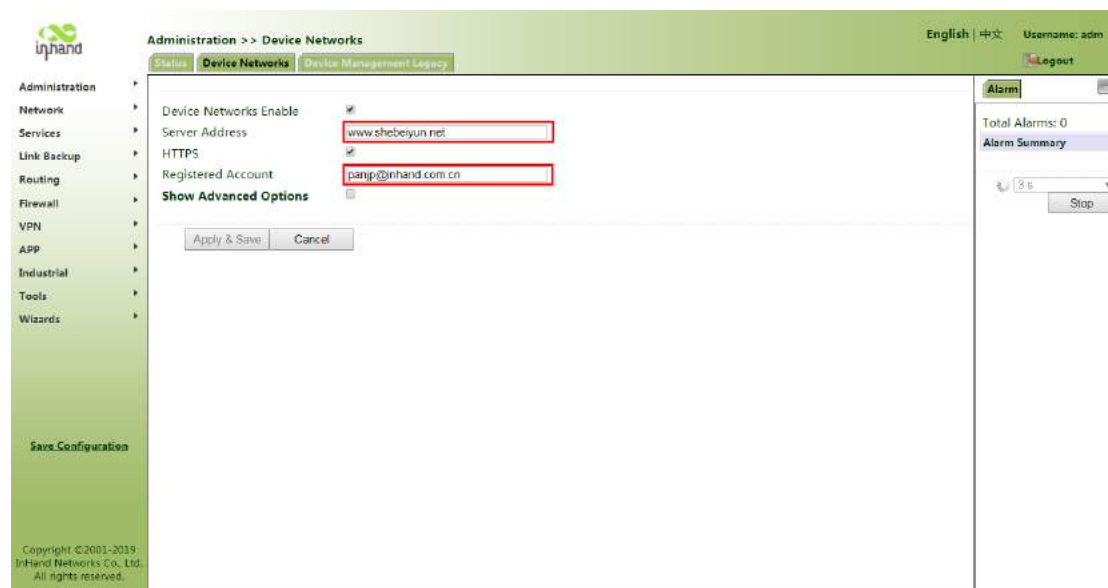 inhand
Administration >> Device Networks
English | 中文 Username: adm
Logout
Status Device Networks Device Management Legacy
Administration
Network
Services
Link Backup
Routing
Firewall
VPN
APP
Industrial
Tools
Wizards
Device Networks Enable
Server Address www.shebeiyun.net
HTTPS
Registered Account panjp@inhand.com.cn
Show Advanced Options
Apply & Save Cancel
Alarm
Total Alarms: 0
Alarm Summary
3 s
Stop
Save Configuration
Copyright ©2001-2019
InHand Networks Co., Ltd.
All rights reserved.